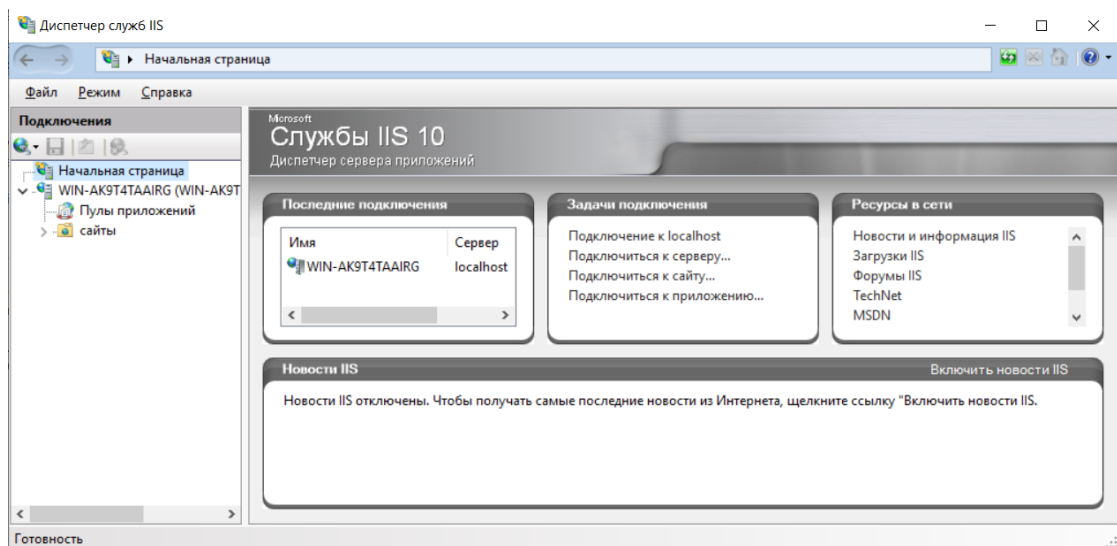 Диспетчер служб IIS
Начальная страница
Файл Режим Справка
Подключения
Начальная страница
WIN-AK9T4TAAIRG (WIN-AK9T
Пулы приложений
сайты
Microsoft
Службы IIS 10
Диспетчер сервера приложений
Последние подключения
Имя Сервер
WIN-AK9T4TAAIRG localhost
Задачи подключения
Подключение к localhost
Подключиться к серверу...
Подключиться к сайту...
Подключиться к приложению...
Ресурсы в сети
Новости и информация IIS
Загрузки IIS
Форумы IIS
TechNet
MSDN
Новости IIS Включить новости IIS
Новости IIS отключены. Чтобы получать самые последние новости из Интернета, щелкните ссылку "Включить новости IIS.
Готовность